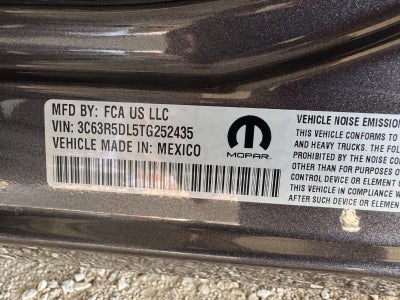 MFD BY: FCA US LLC
VIN: 3C63R5DL5TG252435
VEHICLE MADE IN: MEXICO
MOPAR
VEHICLE NOISE EMISSION
THIS VEHICLE CONFORMS TO
AND HEAVY TRUCKS. THE
PROHIBITED BY THE NOISE CO
OTHER THAN FOR PURPOSES OF
CONTROL DEVICE OR ELEMENT O
THIS VEHICLE IN COMPLIANCE W
AFTER SUCH DEVICE OR ELEMENT